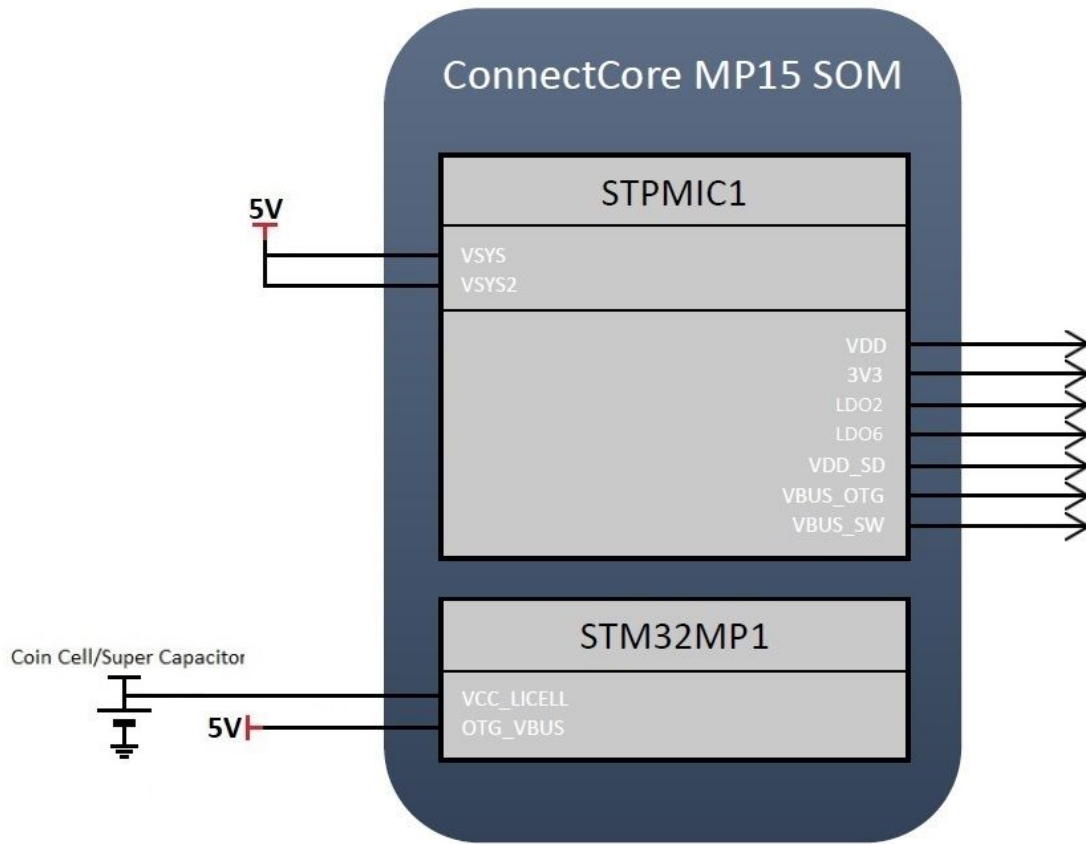 ConnectCore MP15 SOM
STPMIC1
5V
VSYS
VSYS2
VDD
3V3
LDO2
LDO6
VDD_SD
VBUS_OTG
VBUS_SW
STM32MP1
Coin Cell/Super Capacitor
VCC_LICELL
5V
OTG_VBUS